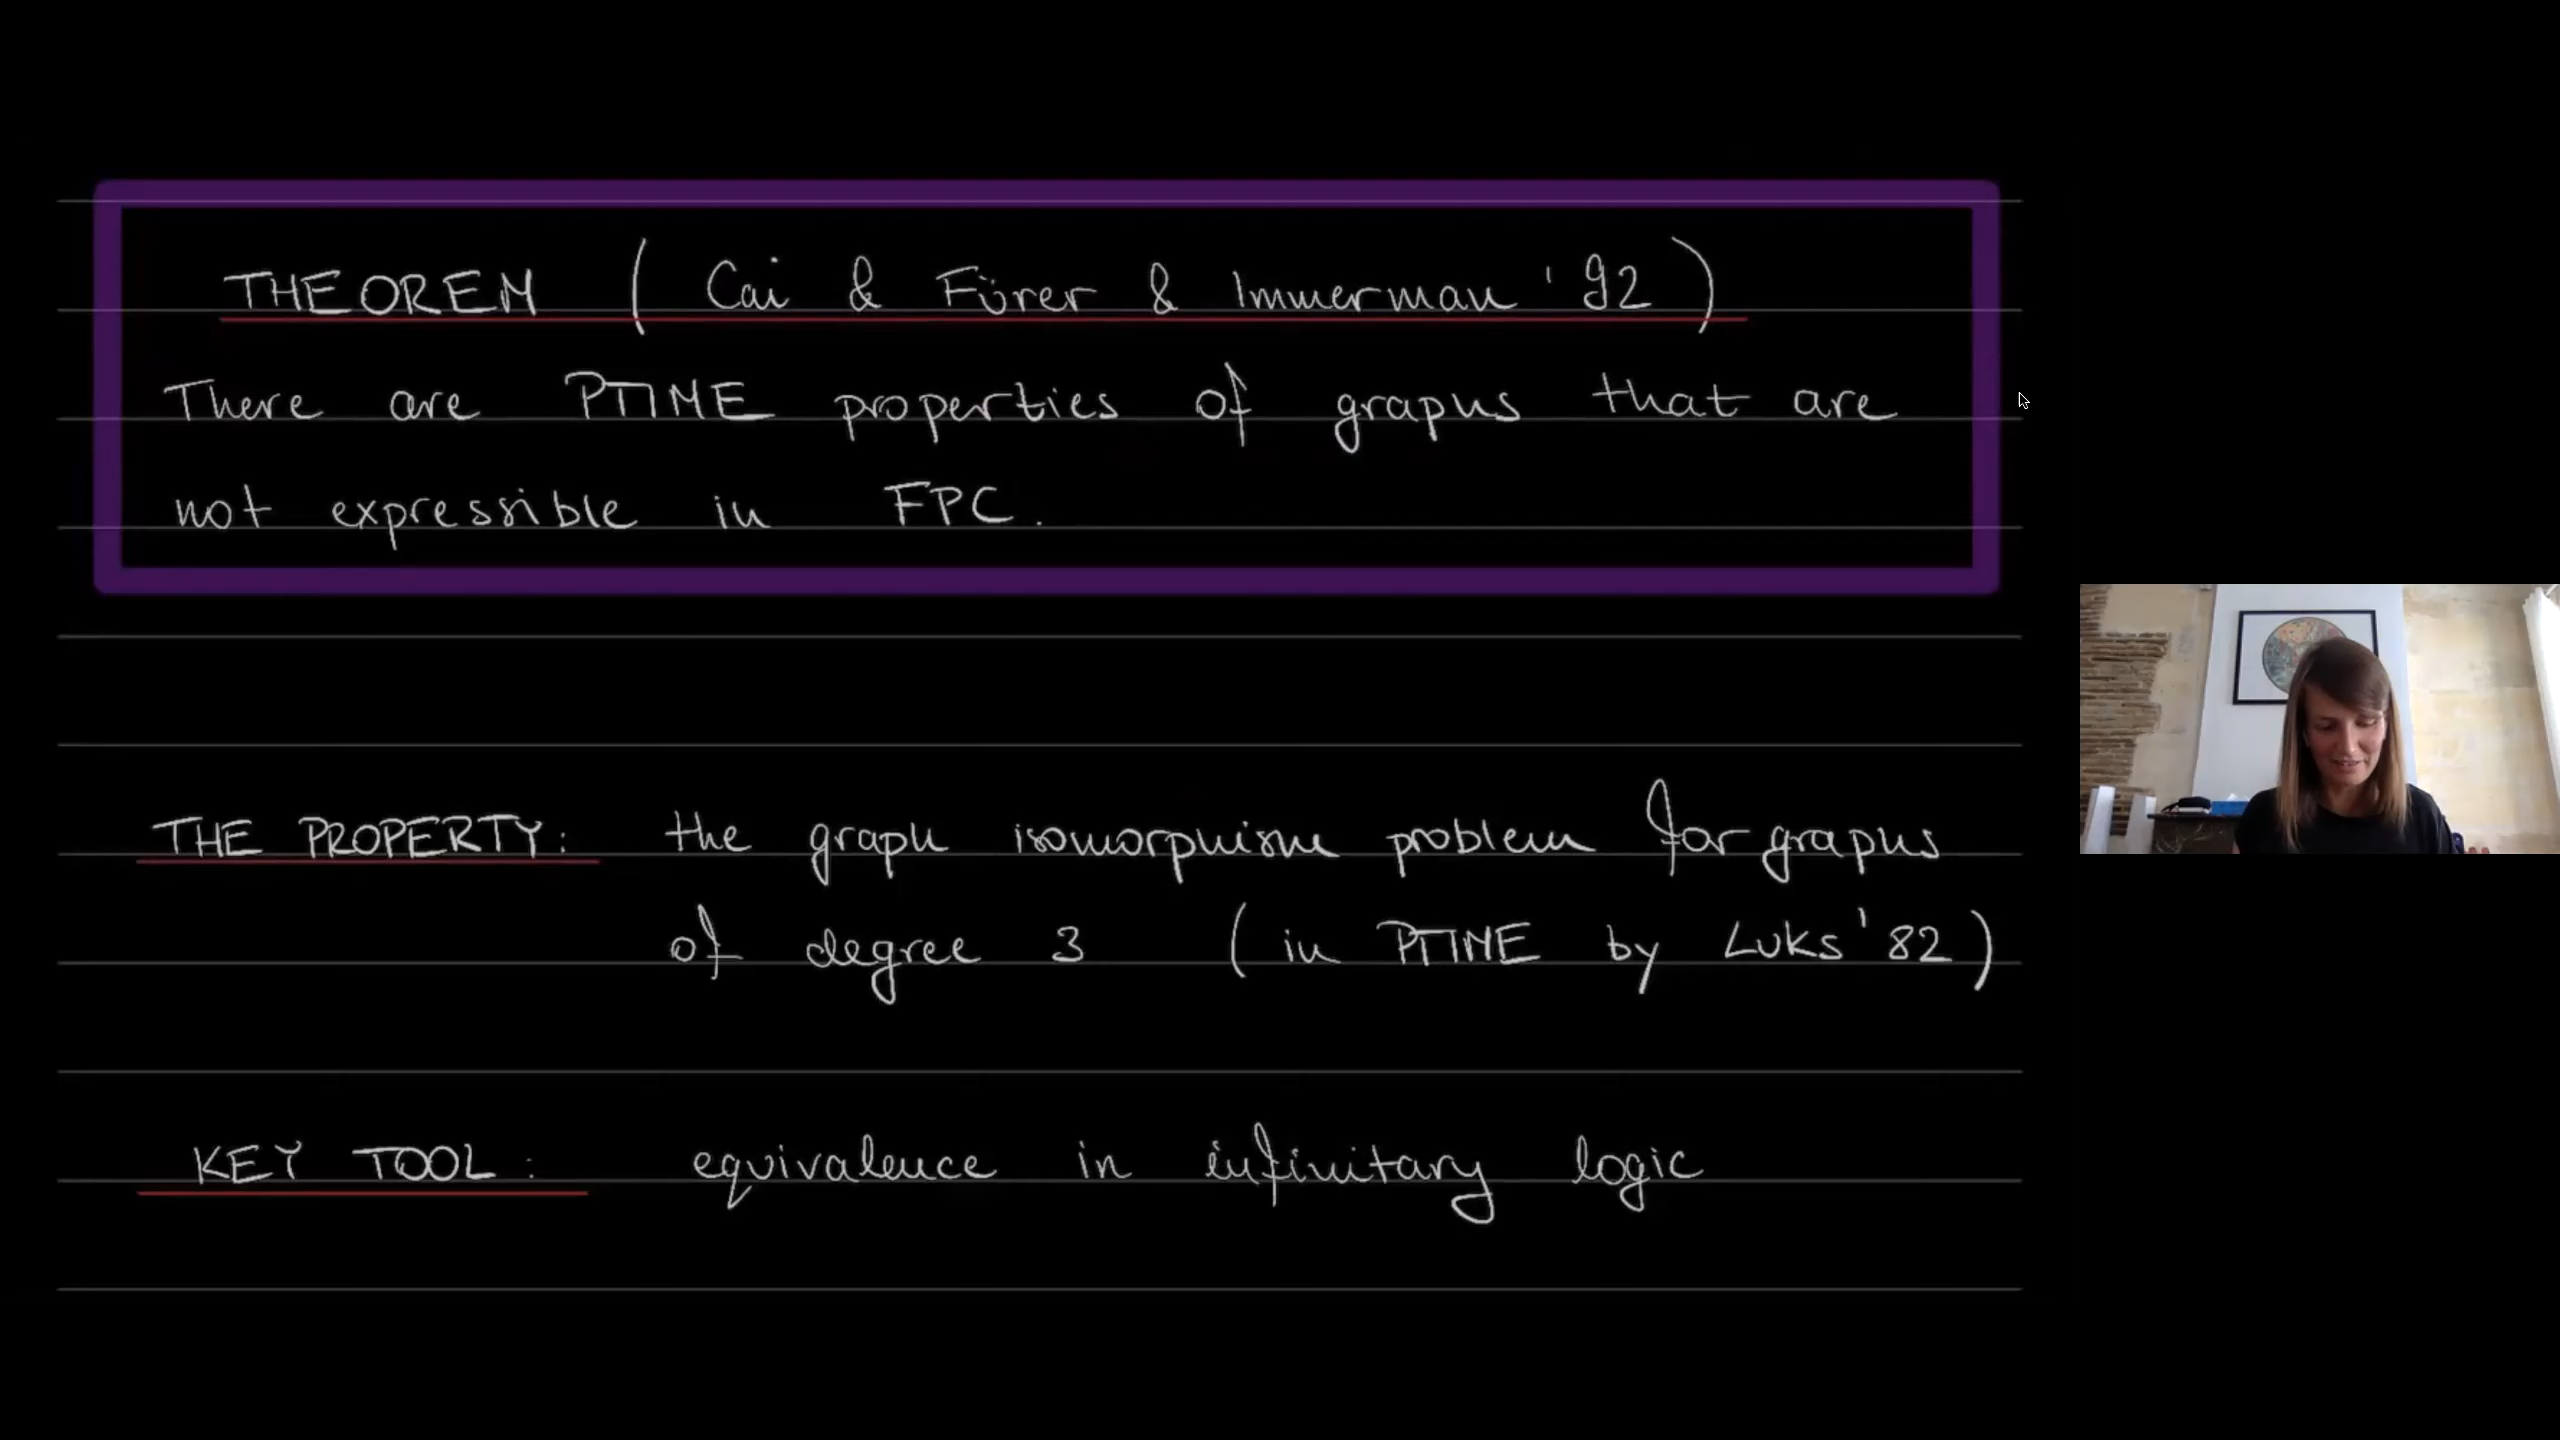 THEOREM ( Cai & Fürer & Immerman '92 )
There are PTIME properties of graphs that are
not expressible in FPC.
THE PROPERTY: the graph isomorphism problem for graphs
of degree 3 ( in PTIME by Luks '82 )
KEY TOOL: equivalence in infinitary logic